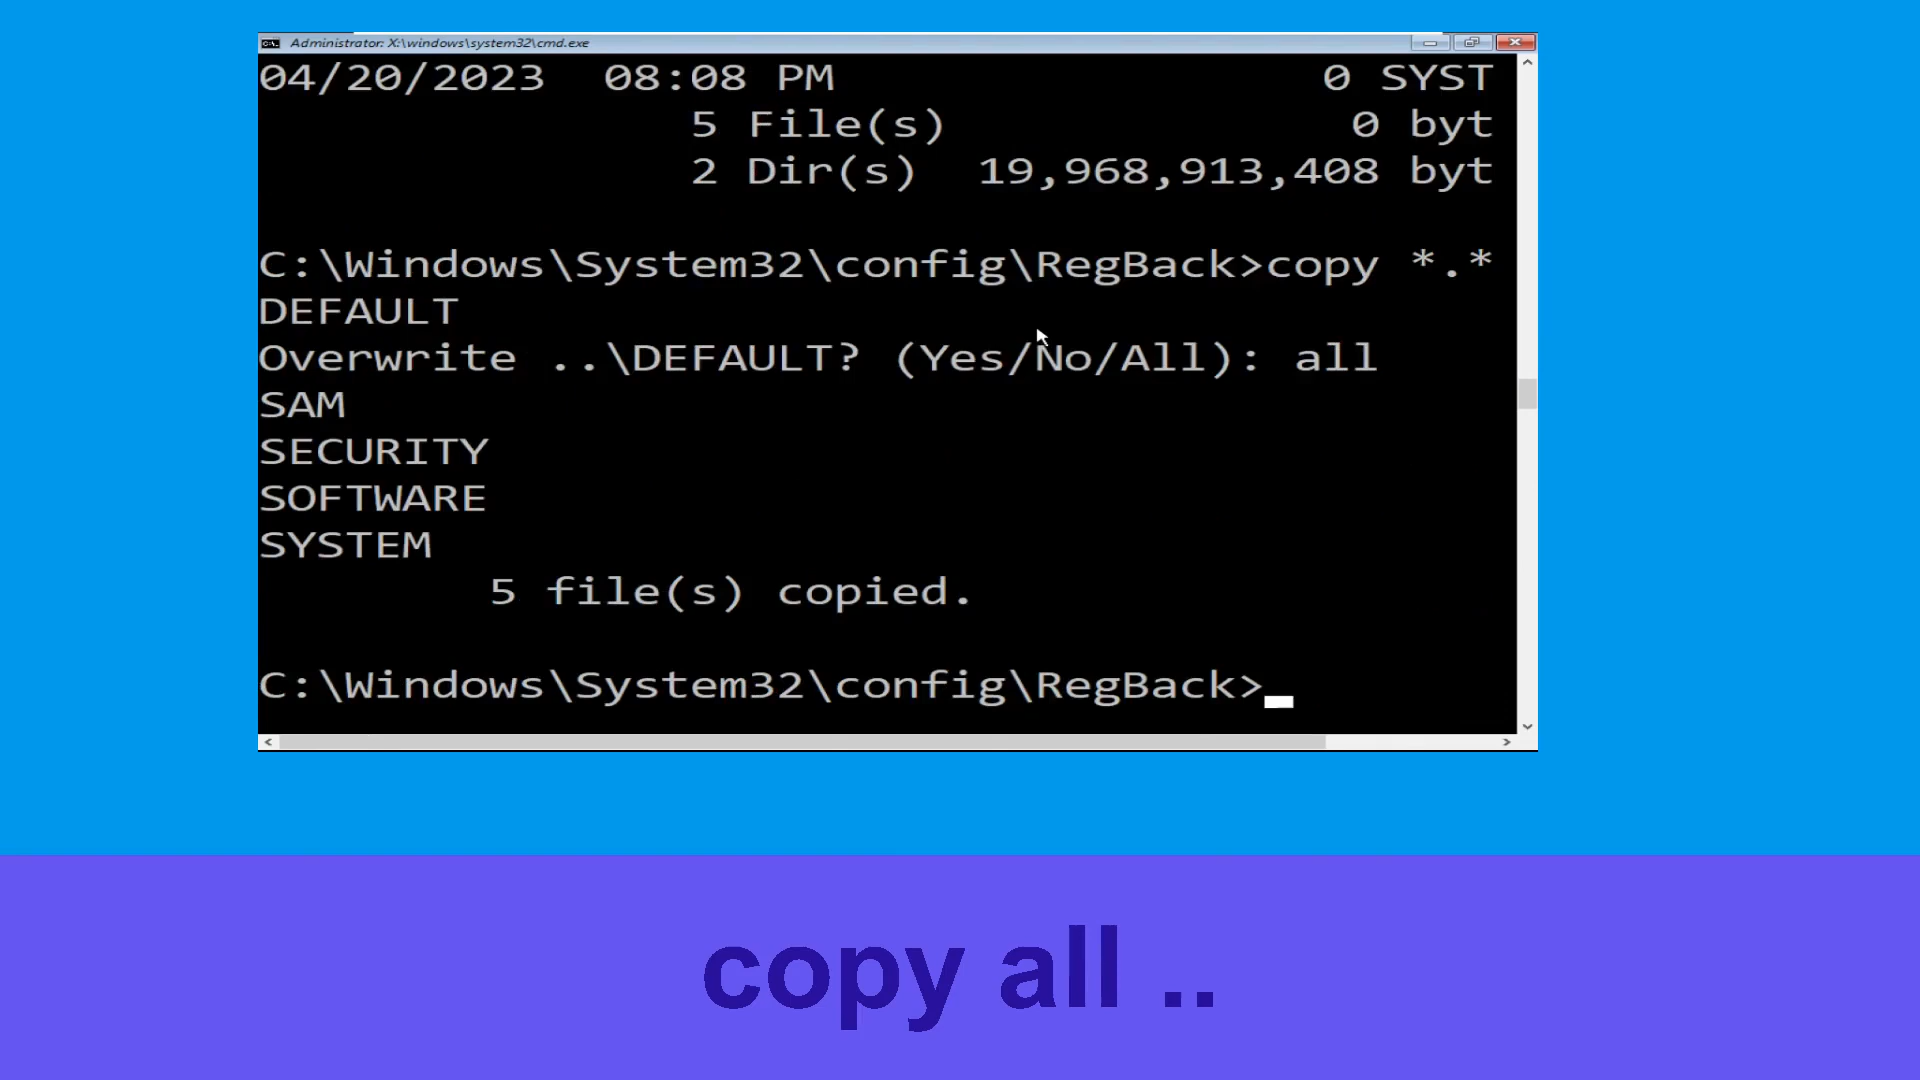 Administrator: X:\windows\system32\cmd.exe
04/20/2023 08:08 PM 0 SYST
5 File(s) 0 byt
2 Dir(s) 19,968,913,408 byt
C:\Windows\System32\config\RegBack>copy *.*
DEFAULT
Overwrite ..\DEFAULT? (Yes/No/All): all
SAM
SECURITY
SOFTWARE
SYSTEM
5 file(s) copied.
C:\Windows\System32\config\RegBack>
copy all ..